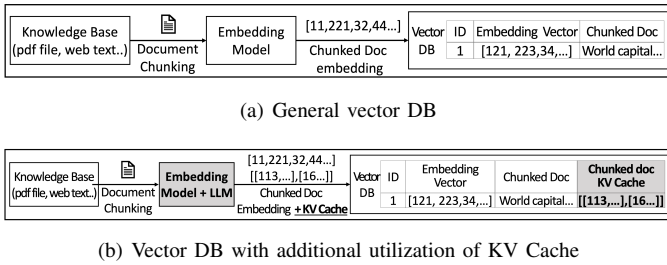 Knowledge Base
(pdf file, web text..)
Document
Chunking
Embedding
Model
[11,221,32,44...]
Chunked Doc
embedding
Vector
DB
ID Embedding Vector Chunked Doc
1 [121, 223,34,...] World capital...
(a) General vector DB
Knowledge Base
(pdf file, web text..)
Document
Chunking
Embedding
Model + LLM
[11,221,32,44...]
[[113,...],[16...]]
Chunked Doc
Embedding + KV Cache
Vector
DB
ID Embedding Vector Chunked Doc Chunked doc KV Cache
1 [121, 223,34,...] World capital... [[113,...],[16...]]
(b) Vector DB with additional utilization of KV Cache